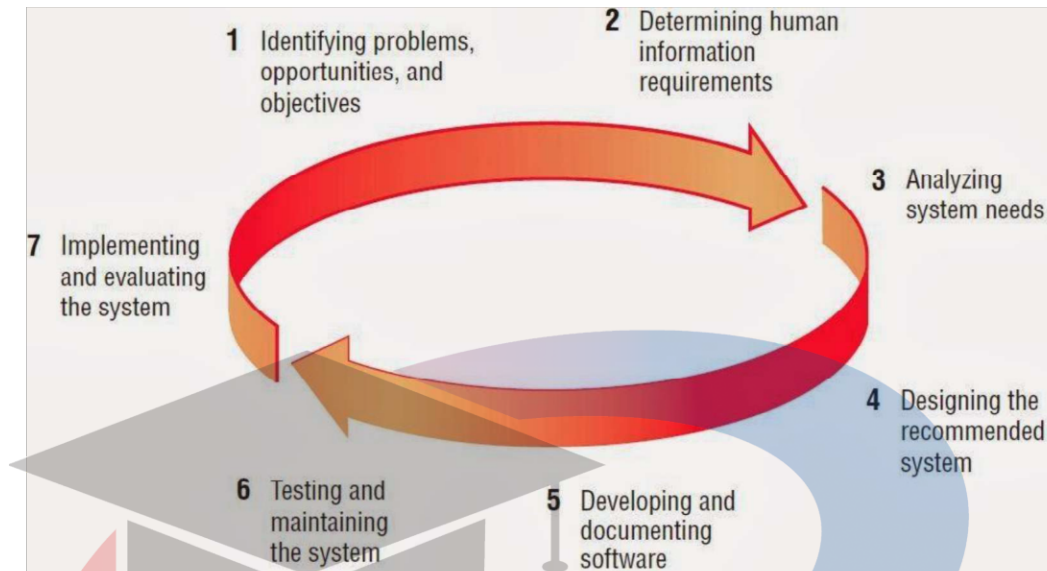 1 Identifying problems,
opportunities, and
objectives
2 Determining human
information
requirements
3 Analyzing
system needs
4 Designing the
recommended
system
5 Developing and
documenting
software
6 Testing and
maintaining
the system
7 Implementing
and evaluating
the system